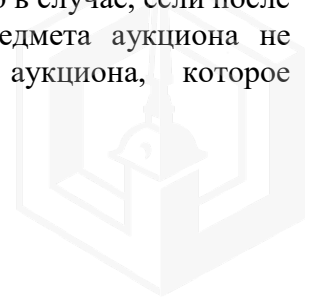 о в случае, если после
едмета аукциона не
аукциона, которое